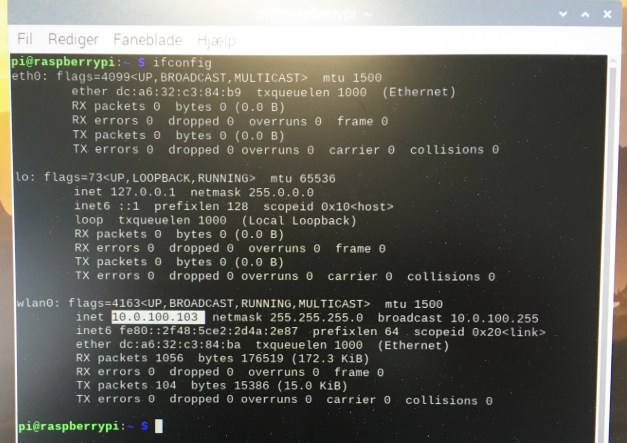 pi@raspberrypi: ~
Fil Rediger Faneblade Hjælp
pi@raspberrypi:~ $ ifconfig
eth0: flags=4099<UP,BROADCAST,MULTICAST> mtu 1500
ether dc:a6:32:c3:84:b9 txqueuelen 1000 (Ethernet)
RX packets 0 bytes 0 (0.0 B)
RX errors 0 dropped 0 overruns 0 frame 0
TX packets 0 bytes 0 (0.0 B)
TX errors 0 dropped 0 overruns 0 carrier 0 collisions 0
lo: flags=73<UP,LOOPBACK,RUNNING> mtu 65536
inet 127.0.0.1 netmask 255.0.0.0
inet6 ::1 prefixlen 128 scopeid 0x10<host>
loop txqueuelen 1000 (Local Loopback)
RX packets 0 bytes 0 (0.0 B)
RX errors 0 dropped 0 overruns 0 frame 0
TX packets 0 bytes 0 (0.0 B)
TX errors 0 dropped 0 overruns 0 carrier 0 collisions 0
wlan0: flags=4163<UP,BROADCAST,RUNNING,MULTICAST> mtu 1500
inet 10.0.100.103 netmask 255.255.255.0 broadcast 10.0.100.255
inet6 fe80::2f48:5ce2:2d4a:2e87 prefixlen 64 scopeid 0x20<link>
ether dc:a6:32:c3:84:ba txqueuelen 1000 (Ethernet)
RX packets 1056 bytes 176519 (172.3 KiB)
RX errors 0 dropped 0 overruns 0 frame 0
TX packets 104 bytes 15386 (15.0 KiB)
TX errors 0 dropped 0 overruns 0 carrier 0 collisions 0
pi@raspberrypi:~ $